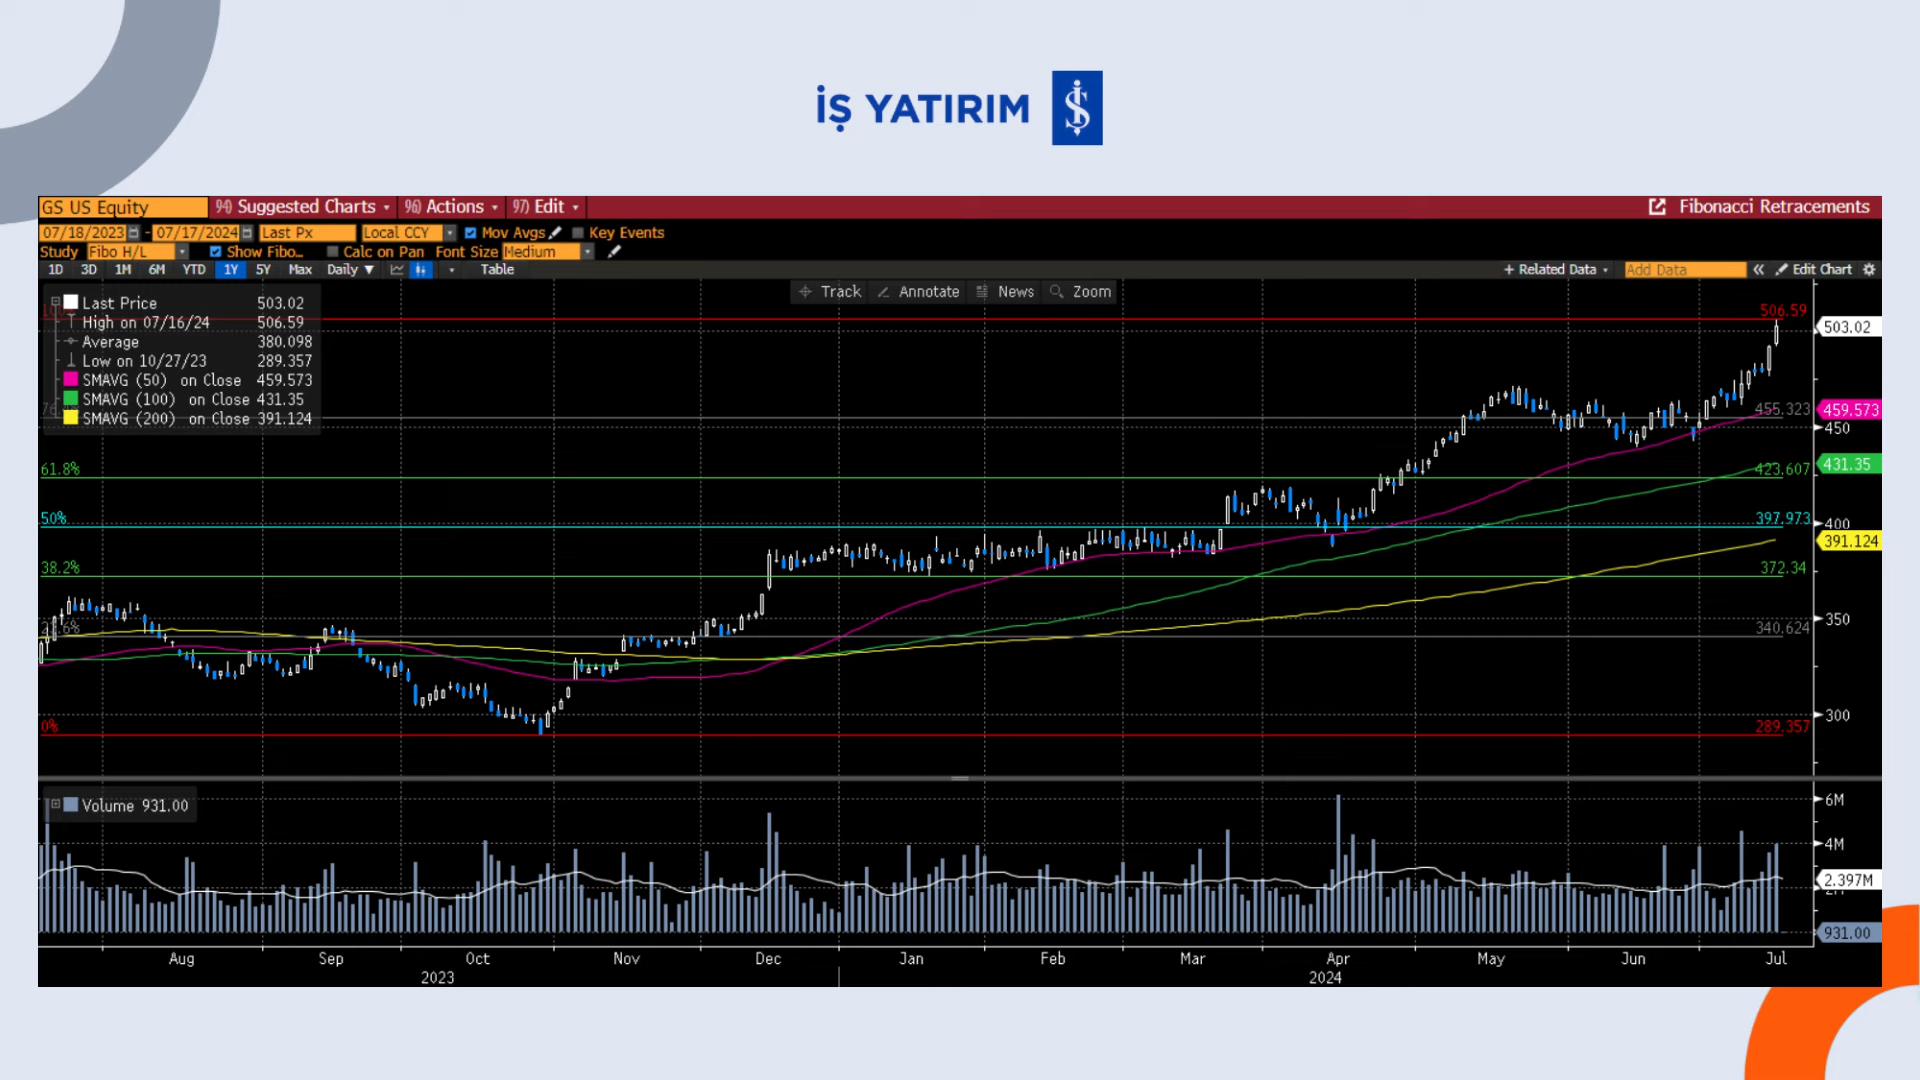 İŞ YATIRIM
GS US Equity 94) Suggested Charts 96) Actions 97) Edit Fibonacci Retracements
07/18/2023 - 07/17/2024 Last Px Local CCY Mov Avgs Key Events
Study Fibo H/L Show Fibo... Calc on Pan Font Size Medium
1D 3D 1M 6M YTD 1Y 5Y Max Daily ▼ Table + Related Data Add Data « Edit Chart
Track Annotate News Zoom
Last Price 503.02
High on 07/16/24 506.59
Average 380.098
Low on 10/27/23 289.357
SMAVG (50) on Close 459.573
SMAVG (100) on Close 431.35
SMAVG (200) on Close 391.124
506.59
503.02
455.323
459.573
450
61.8%
423.607
431.35
50%
397.973
400
391.124
38.2%
372.34
350
340.624
300
0%
289.357
Volume 931.00
6M
4M
2.397M
931.00
Aug Sep Oct Nov Dec Jan Feb Mar Apr May Jun Jul
2023 2024